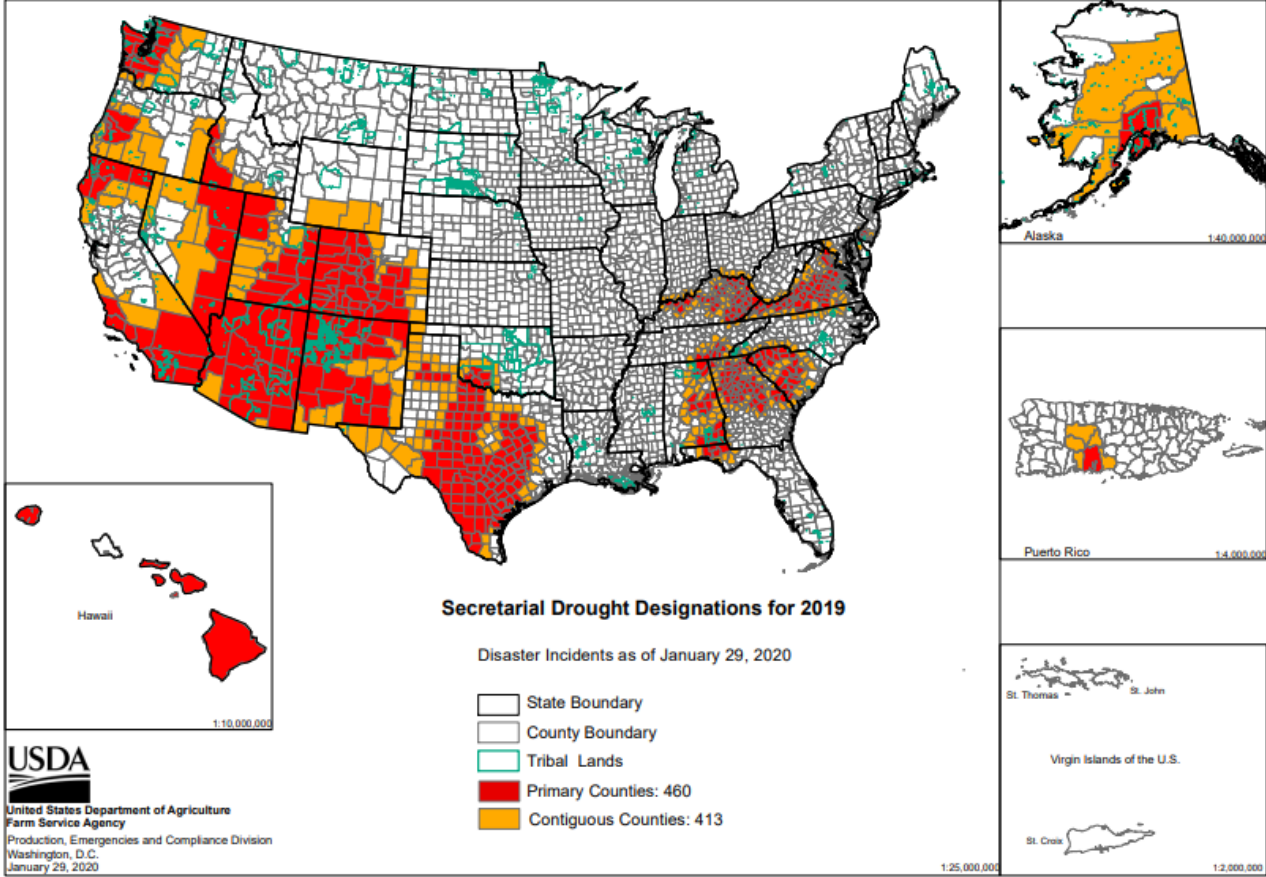 Alaska
1:40,000,000
Puerto Rico
1:4,000,000
Hawaii
1:10,000,000
Secretarial Drought Designations for 2019
Disaster Incidents as of January 29, 2020
State Boundary
County Boundary
Tribal Lands
Primary Counties: 460
Contiguous Counties: 413
St. Thomas
St. John
Virgin Islands of the U.S.
St. Croix
1:2,000,000
USDA
United States Department of Agriculture
Farm Service Agency
Production, Emergencies and Compliance Division
Washington, D.C.
January 29, 2020
1:25,000,000